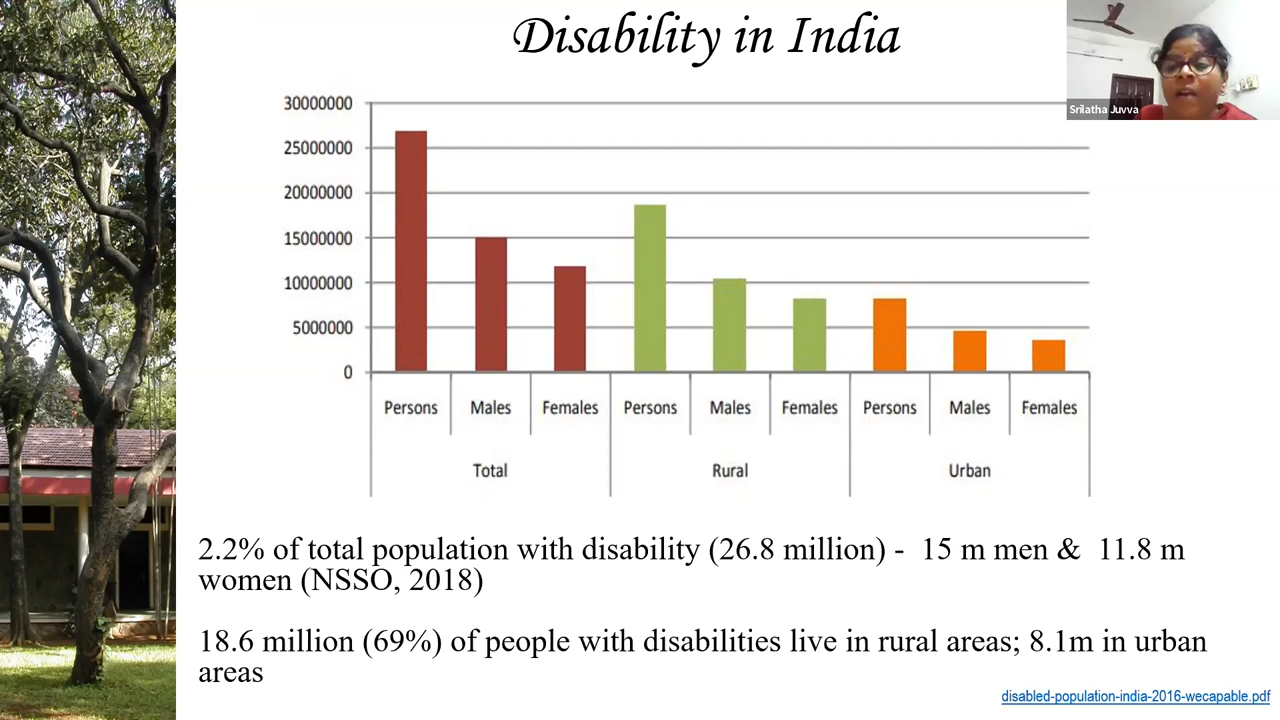 Disability in India
Srilatha Juvva
30000000
25000000
20000000
15000000
10000000
5000000
0
Persons Males Females Persons Males Females Persons Males Females
Total Rural Urban
2.2% of total population with disability (26.8 million) - 15 m men & 11.8 m
women (NSSO, 2018)
18.6 million (69%) of people with disabilities live in rural areas; 8.1m in urban
areas
disabled-population-india-2016-wecapable.pdf